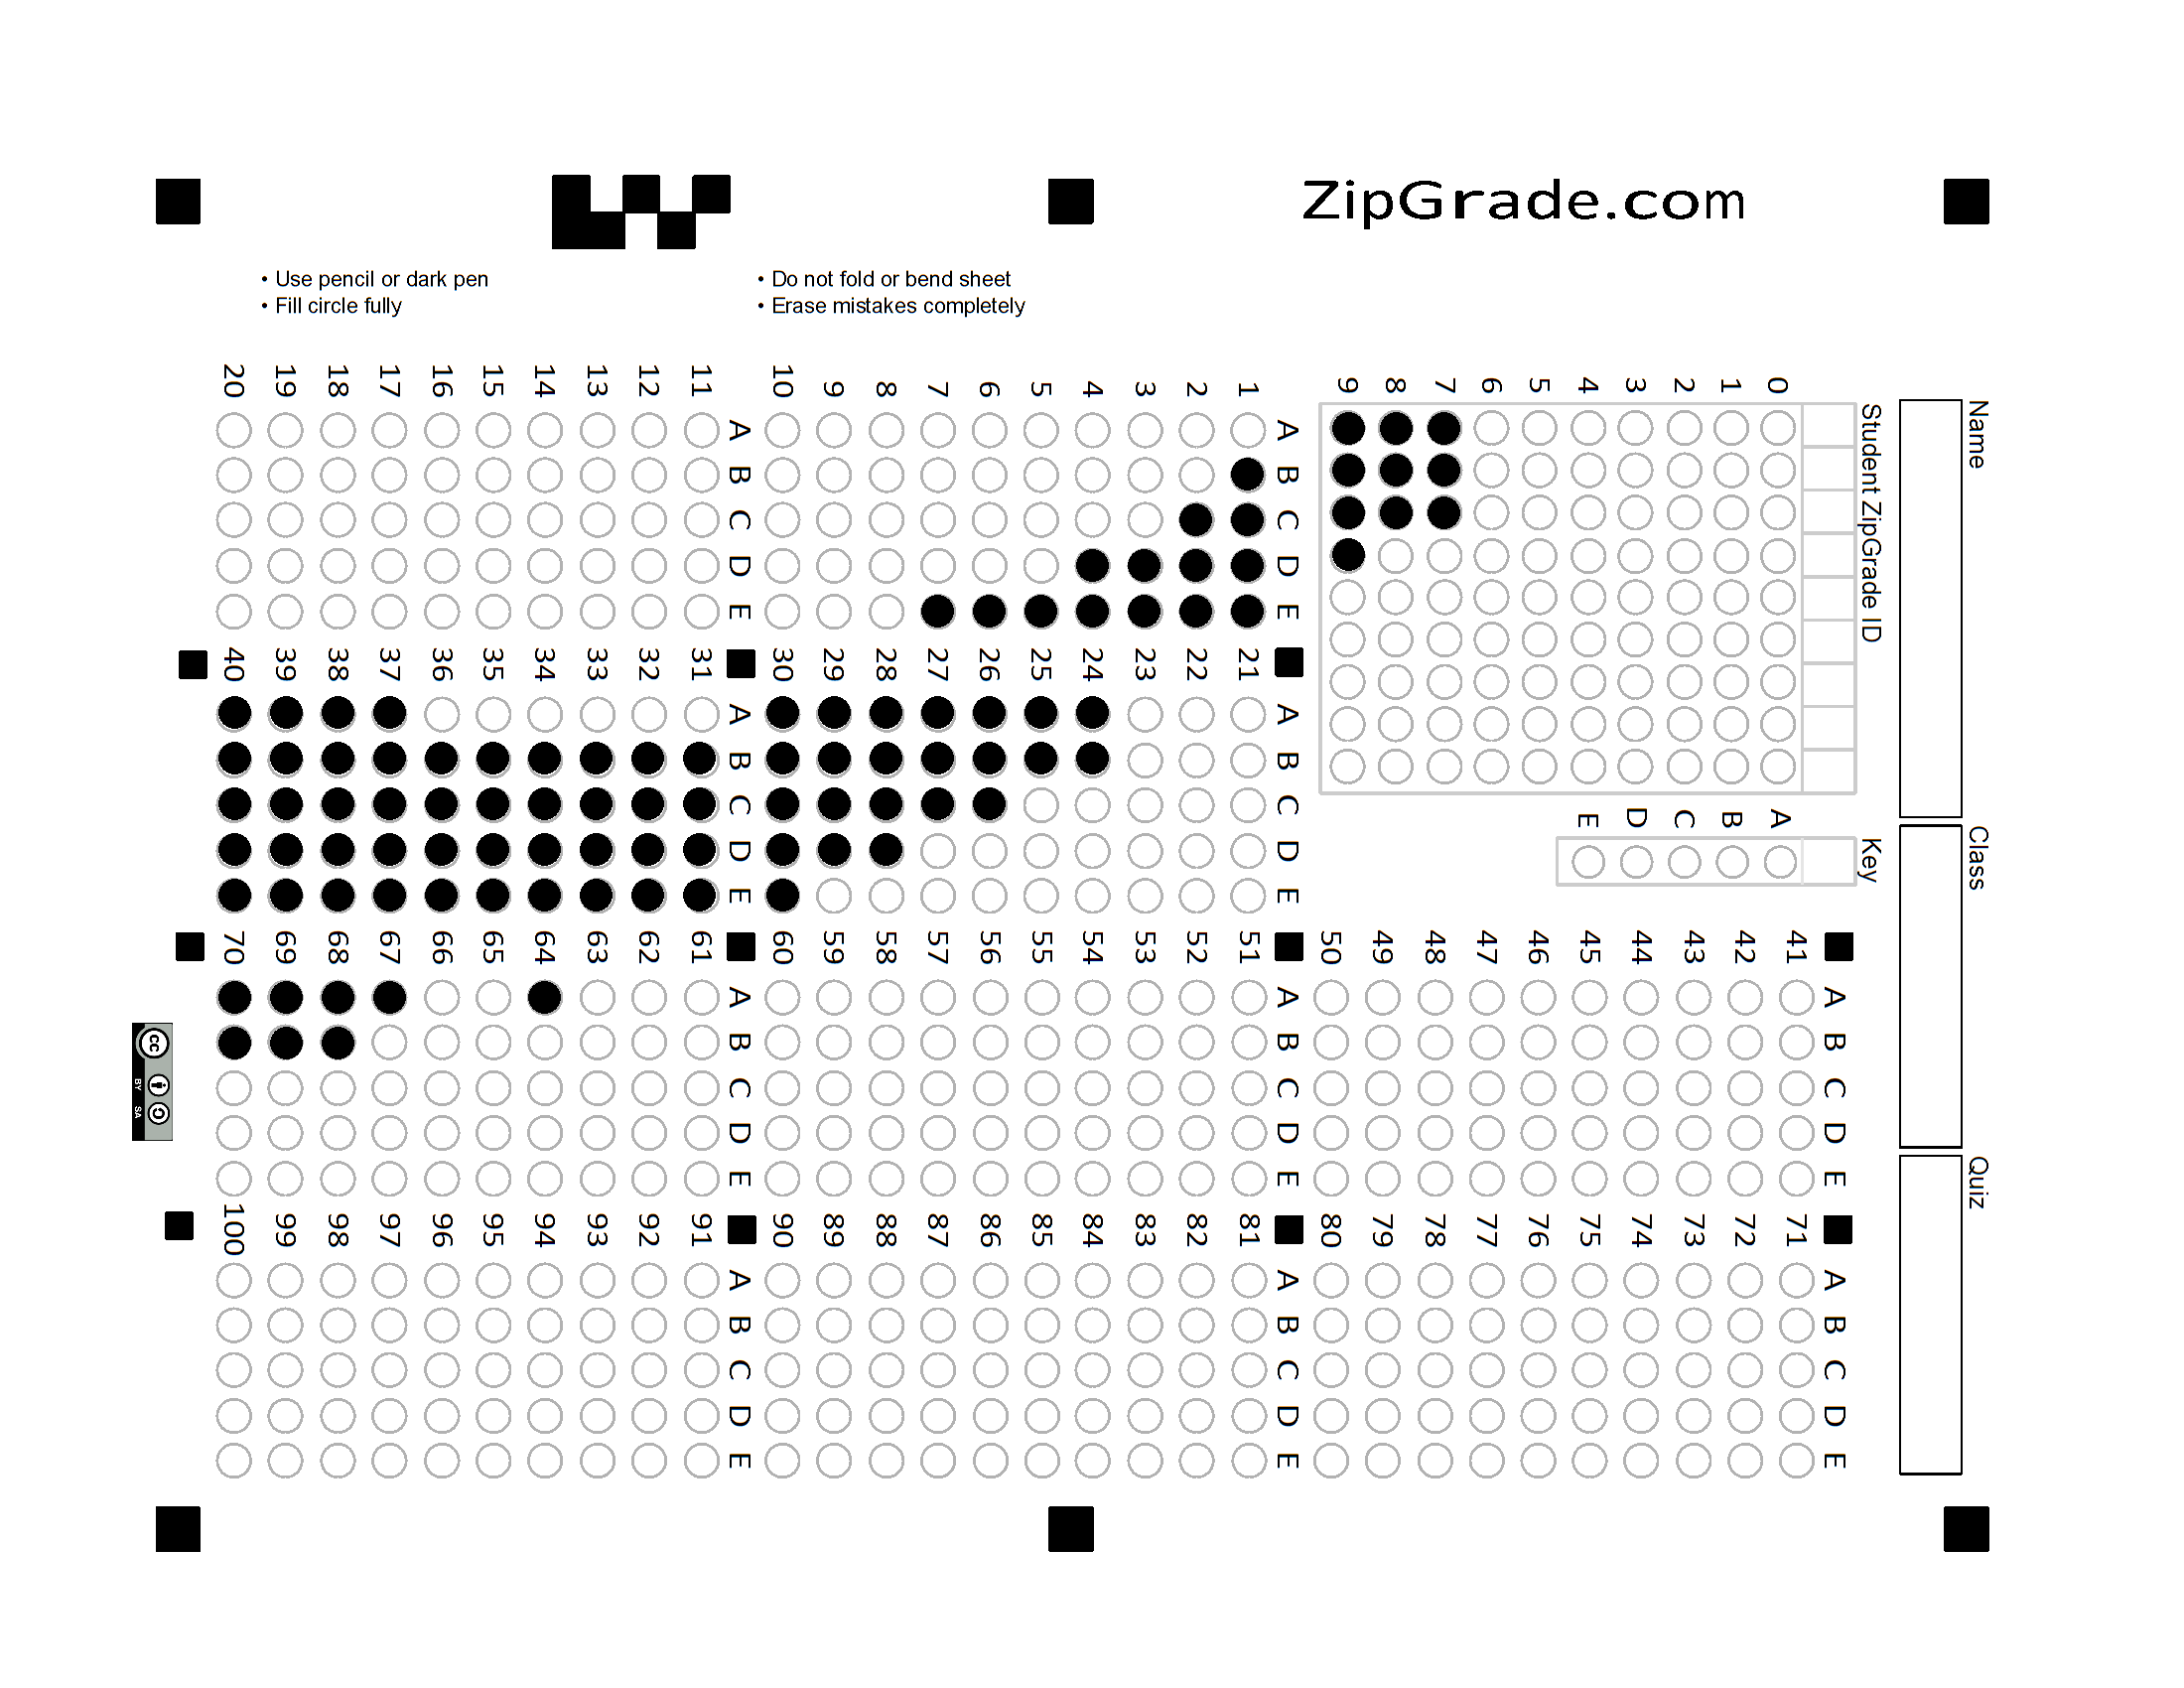 ZipGrade.com
• Use pencil or dark pen
• Fill circle fully
• Do not fold or bend sheet
• Erase mistakes completely
Name
Class
Quiz
Student ZipGrade ID
0 1 2 3 4 5 6 7 8 9
Key
A B C D E
A B C D E
1 2 3 4 5 6 7 8 9 10
A B C D E
11 12 13 14 15 16 17 18 19 20
A B C D E
21 22 23 24 25 26 27 28 29 30
A B C D E
31 32 33 34 35 36 37 38 39 40
A B C D E
41 42 43 44 45 46 47 48 49 50
A B C D E
51 52 53 54 55 56 57 58 59 60
A B C D E
61 62 63 64 65 66 67 68 69 70
A B C D E
71 72 73 74 75 76 77 78 79 80
A B C D E
81 82 83 84 85 86 87 88 89 90
A B C D E
91 92 93 94 95 96 97 98 99 100
cc
BY SA